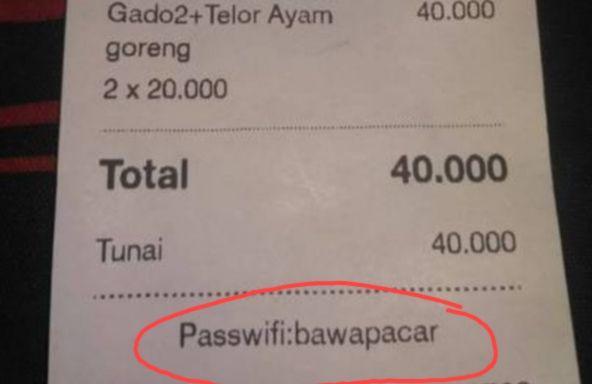 Gado2+Telor Ayam 40.000
goreng
2 x 20.000
Total 40.000
Tunai 40.000
Passwifi:bawapacar